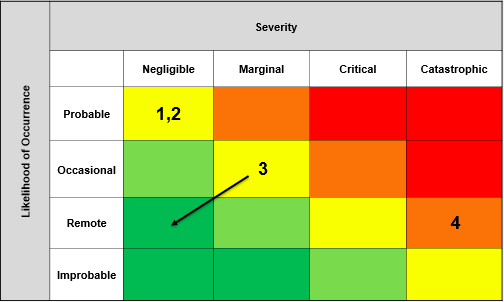 Severity
Likelihood of Occurrence
Negligible Marginal Critical Catastrophic
Probable 1,2
Occasional 3
Remote 4
Improbable